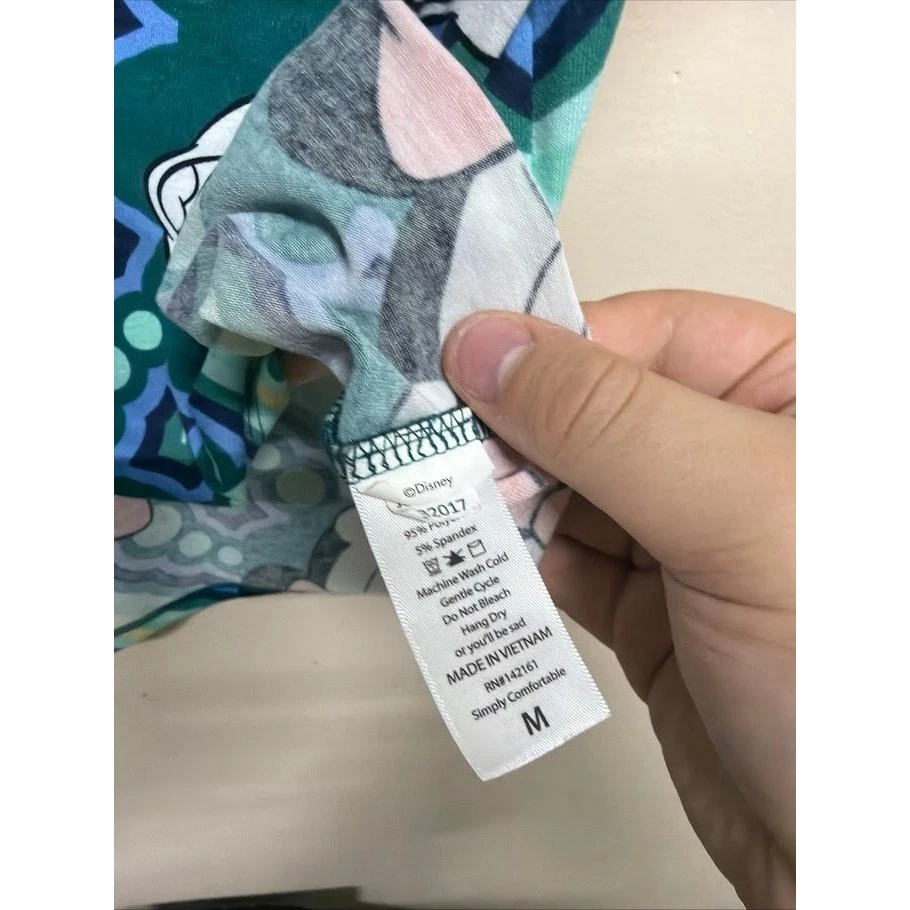 ©Disney
2017
95%
5% Spandex
Machine Wash Cold
Gentle Cycle
Do Not Bleach
Hang Dry
or you'll be sad
MADE IN VIETNAM
RN#142161
Simply Comfortable
M